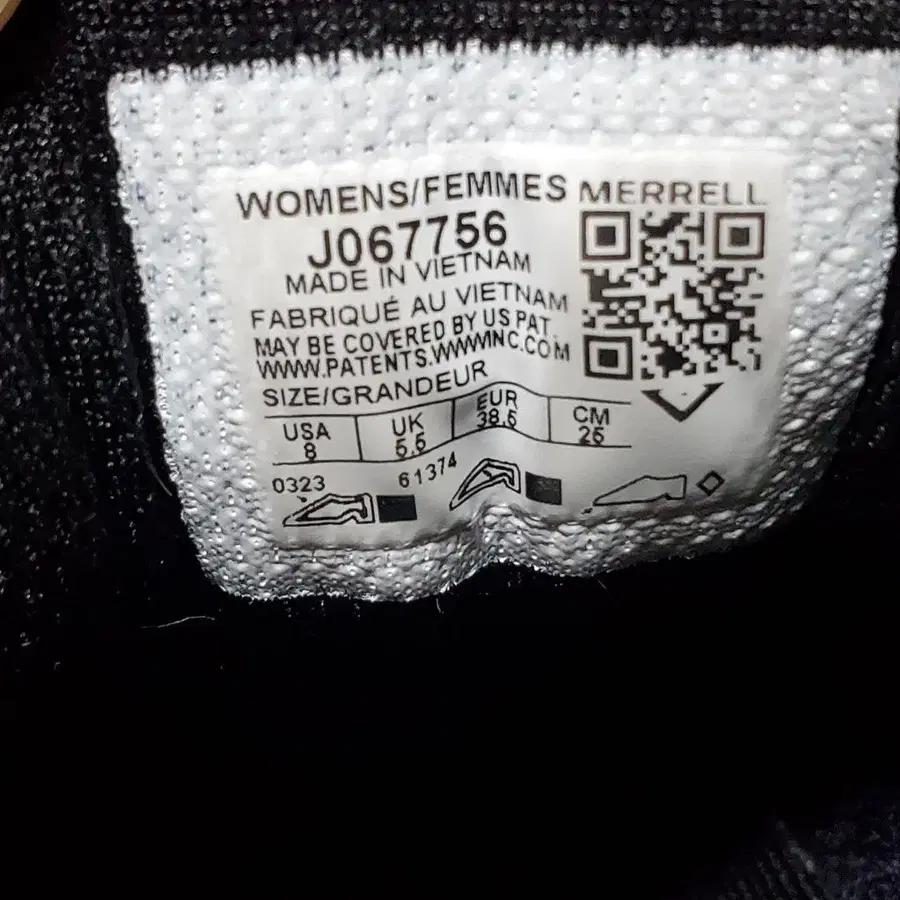 WOMENS/FEMMES
MERRELL
J067756
MADE IN VIETNAM
FABRIQUÉ AU VIETNAM
MAY BE COVERED BY US PAT
WWW.PATENTS.WWWINC.COM
SIZE/GRANDEUR
USA UK EUR CM
8 5.5 38.5 25
0323 61374